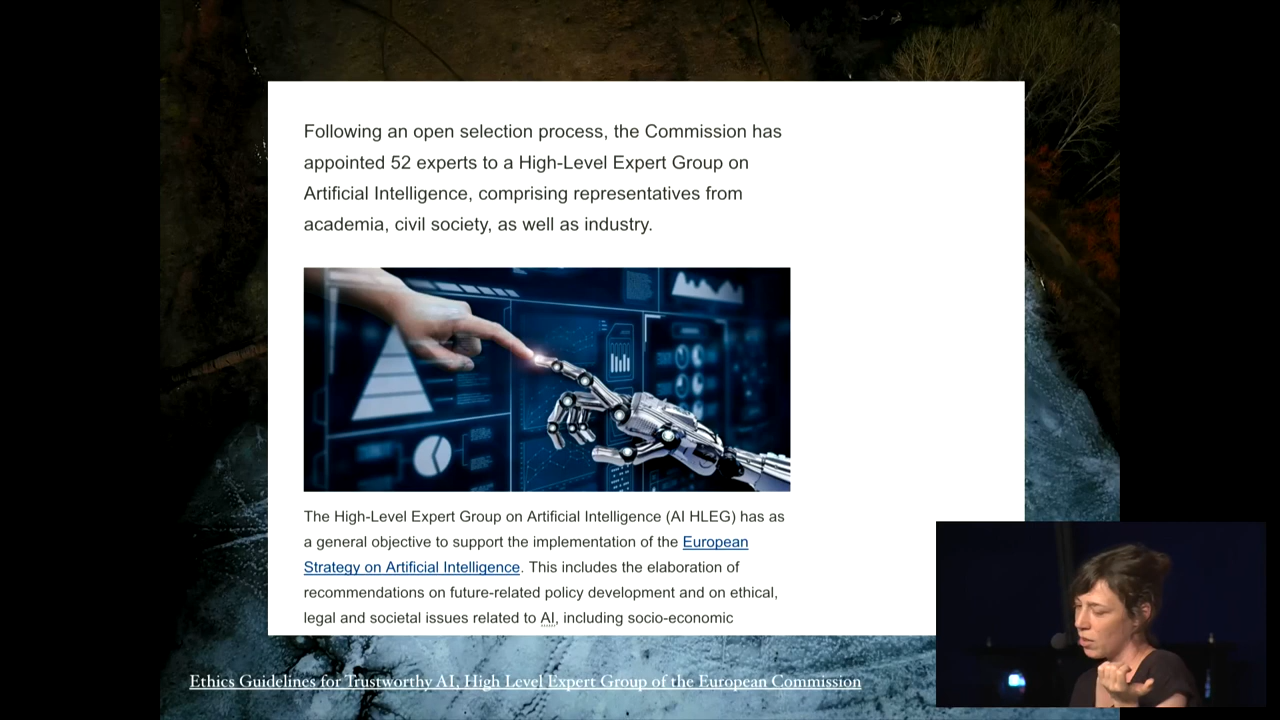 Following an open selection process, the Commission has
appointed 52 experts to a High-Level Expert Group on
Artificial Intelligence, comprising representatives from
academia, civil society, as well as industry.
The High-Level Expert Group on Artificial Intelligence (AI HLEG) has as
a general objective to support the implementation of the European
Strategy on Artificial Intelligence. This includes the elaboration of
recommendations on future-related policy development and on ethical,
legal and societal issues related to AI, including socio-economic
Ethics Guidelines for Trustworthy AI, High Level Expert Group of the European Commission